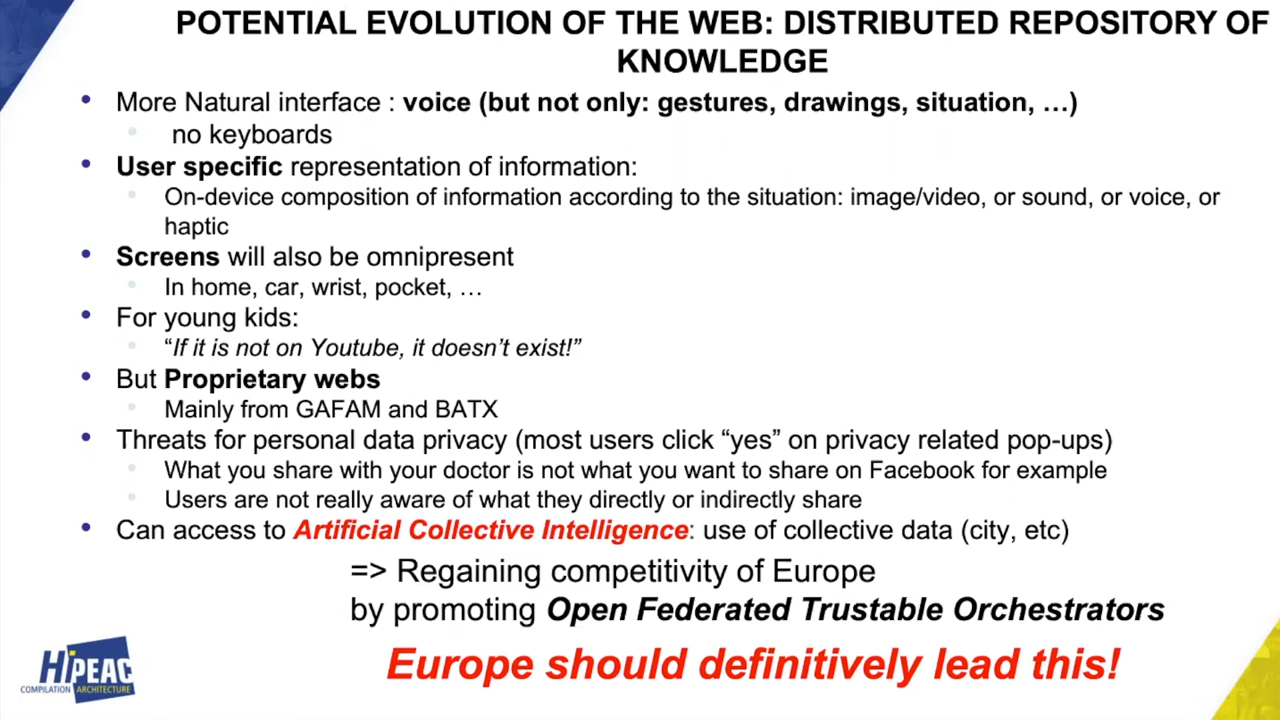 POTENTIAL EVOLUTION OF THE WEB: DISTRIBUTED REPOSITORY OF
KNOWLEDGE
• More Natural interface : voice (but not only: gestures, drawings, situation, …)
• no keyboards
• User specific representation of information:
• On-device composition of information according to the situation: image/video, or sound, or voice, or
haptic
• Screens will also be omnipresent
• In home, car, wrist, pocket, …
• For young kids:
• “If it is not on Youtube, it doesn’t exist!”
• But Proprietary webs
• Mainly from GAFAM and BATX
• Threats for personal data privacy (most users click “yes” on privacy related pop-ups)
• What you share with your doctor is not what you want to share on Facebook for example
• Users are not really aware of what they directly or indirectly share
• Can access to Artificial Collective Intelligence: use of collective data (city, etc)
=> Regaining competitivity of Europe
by promoting Open Federated Trustable Orchestrators
Europe should definitively lead this!
HiPEAC
COMPILATION ARCHITECTURE